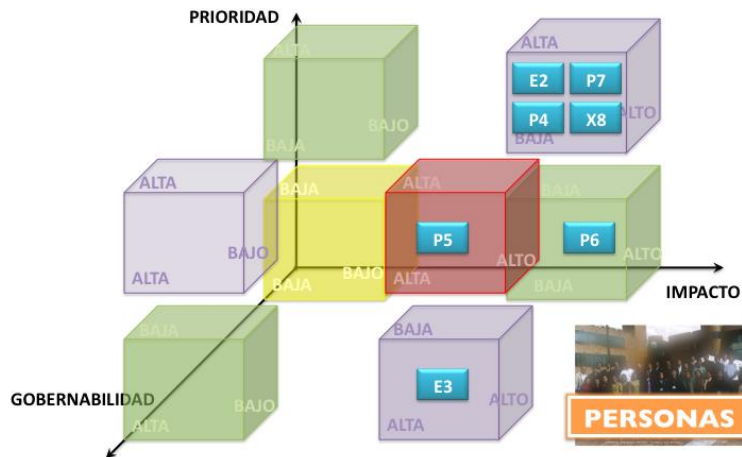 PRIORIDAD
ALTA
BAJO
BAJA
ALTA
E2 P7
P4 X8
ALTO
BAJA
ALTA
BAJO
ALTA
BAJA
BAJO
BAJA
ALTA
P5
ALTO
ALTA
BAJA
P6
ALTO
BAJA
IMPACTO
BAJA
BAJO
ALTA
GOBERNABILIDAD
BAJA
E3
ALTO
ALTA
PERSONAS